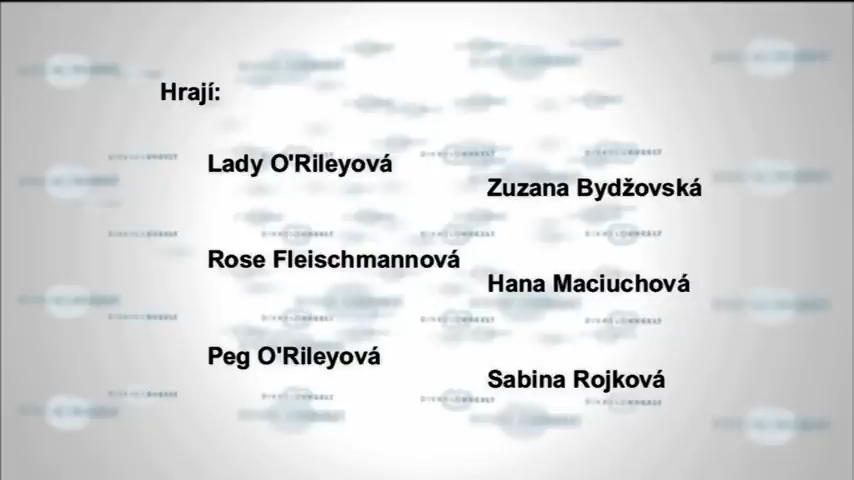 Hrají:
Lady O'Rileyová
Zuzana Bydžovská
Rose Fleischmannová
Hana Maciuchová
Peg O'Rileyová
Sabina Rojková